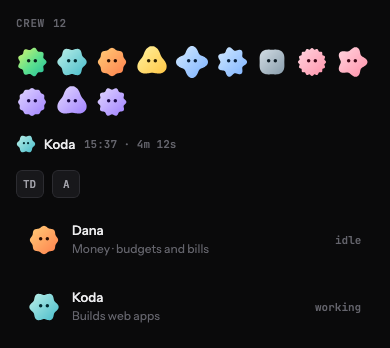 CREW 12
Koda 15:37 · 4m 12s
TD A
Dana
Money · budgets and bills
idle
Koda
Builds web apps
working